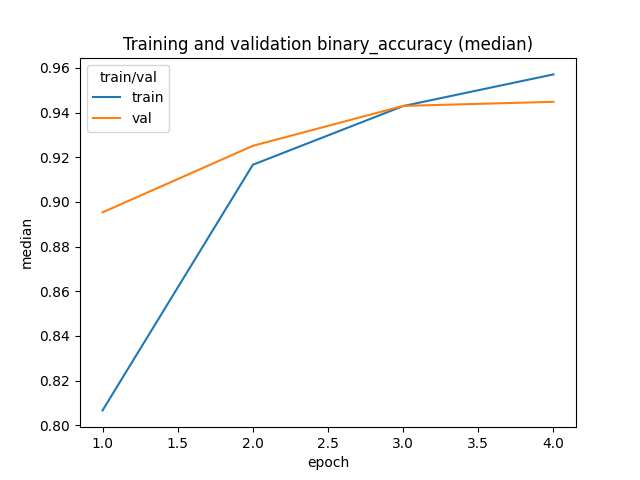 Training and validation binary_accuracy (median)
train/val
train
val
0.96
0.94
0.92
0.90
0.88
0.86
0.84
0.82
0.80
median
1.0 1.5 2.0 2.5 3.0 3.5 4.0
epoch